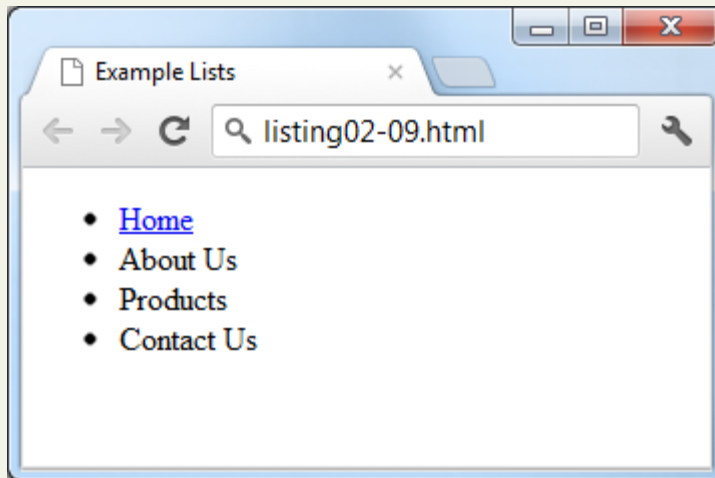 Example Lists
listing02-09.html
Home
About Us
Products
Contact Us